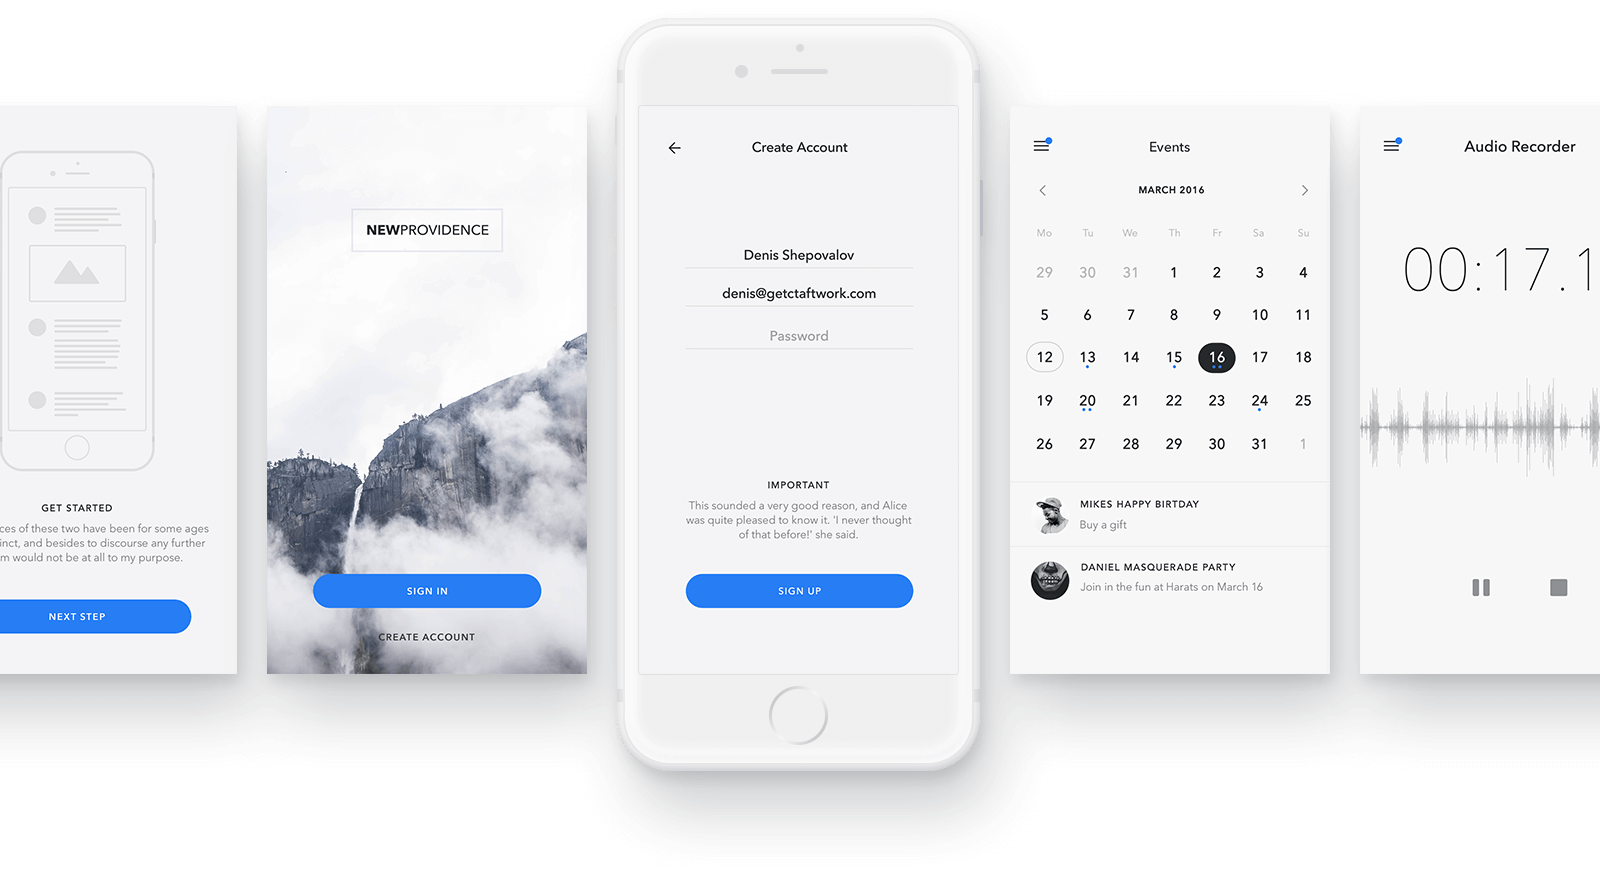 GET STARTED
ces of these two have been for some ages
inct, and besides to discourse any further
m would not be at all to my purpose.
NEXT STEP
NEWPROVIDENCE
SIGN IN
CREATE ACCOUNT
Create Account
Denis Shepovalov
denis@getctaftwork.com
Password
IMPORTANT
This sounded a very good reason, and Alice
was quite pleased to know it. 'I never thought
of that before!' she said.
SIGN UP
Events
MARCH 2016
Mo Tu We Th Fr Sa Su
29 30 31 1 2 3 4
5 6 7 8 9 10 11
12 13 14 15 16 17 18
19 20 21 22 23 24 25
26 27 28 29 30 31 1
MIKES HAPPY BIRTDAY
Buy a gift
DANIEL MASQUERADE PARTY
Join in the fun at Harats on March 16
Audio Recorder
00:17.1